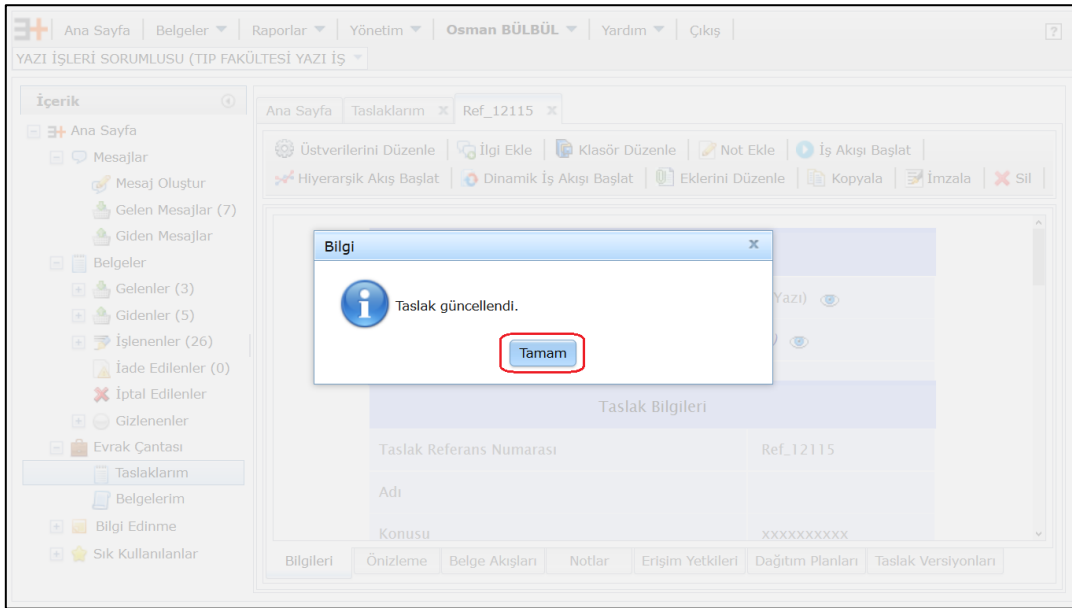 Ana Sayfa Belgeler Raporlar Yönetim Osman BÜLBÜL Yardım Çıkış ?
YAZI İŞLERİ SORUMLUSU (TIP FAKÜLTESİ YAZI İŞ
İçerik
Ana Sayfa
Mesajlar
Mesaj Oluştur
Gelen Mesajlar (7)
Giden Mesajlar
Belgeler
Gelenler (3)
Gidenler (5)
İşlenenler (26)
İade Edilenler (0)
İptal Edilenler
Gizlenenler
Evrak Çantası
Taslaklarım
Belgelerim
Bilgi Edinme
Sık Kullanılanlar
Ana Sayfa Taslaklarım x Ref_12115 x
Üstverilerini Düzenle İlgi Ekle Klasör Düzenle Not Ekle İş Akışı Başlat
Hiyerarşik Akış Başlat Dinamik İş Akışı Başlat Eklerini Düzenle Kopyala İmzala Sil
Bilgi x
Taslak güncellendi.
Tamam
Yazı)
)
Taslak Bilgileri
Taslak Referans Numarası Ref_12115
Adı
Konusu xxxxxxxxxx
Bilgileri Önizleme Belge Akışları Notlar Erişim Yetkileri Dağıtım Planları Taslak Versiyonları